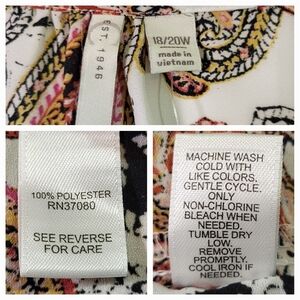 EST. 1946
18/20W
made in
vietnam
100% POLYESTER
RN37080
SEE REVERSE
FOR CARE
MACHINE WASH
COLD WITH
LIKE COLORS.
GENTLE CYCLE.
ONLY
NON-CHLORINE
BLEACH WHEN
NEEDED.
TUMBLE DRY
LOW.
REMOVE
PROMPTLY.
COOL IRON IF
NEEDED.